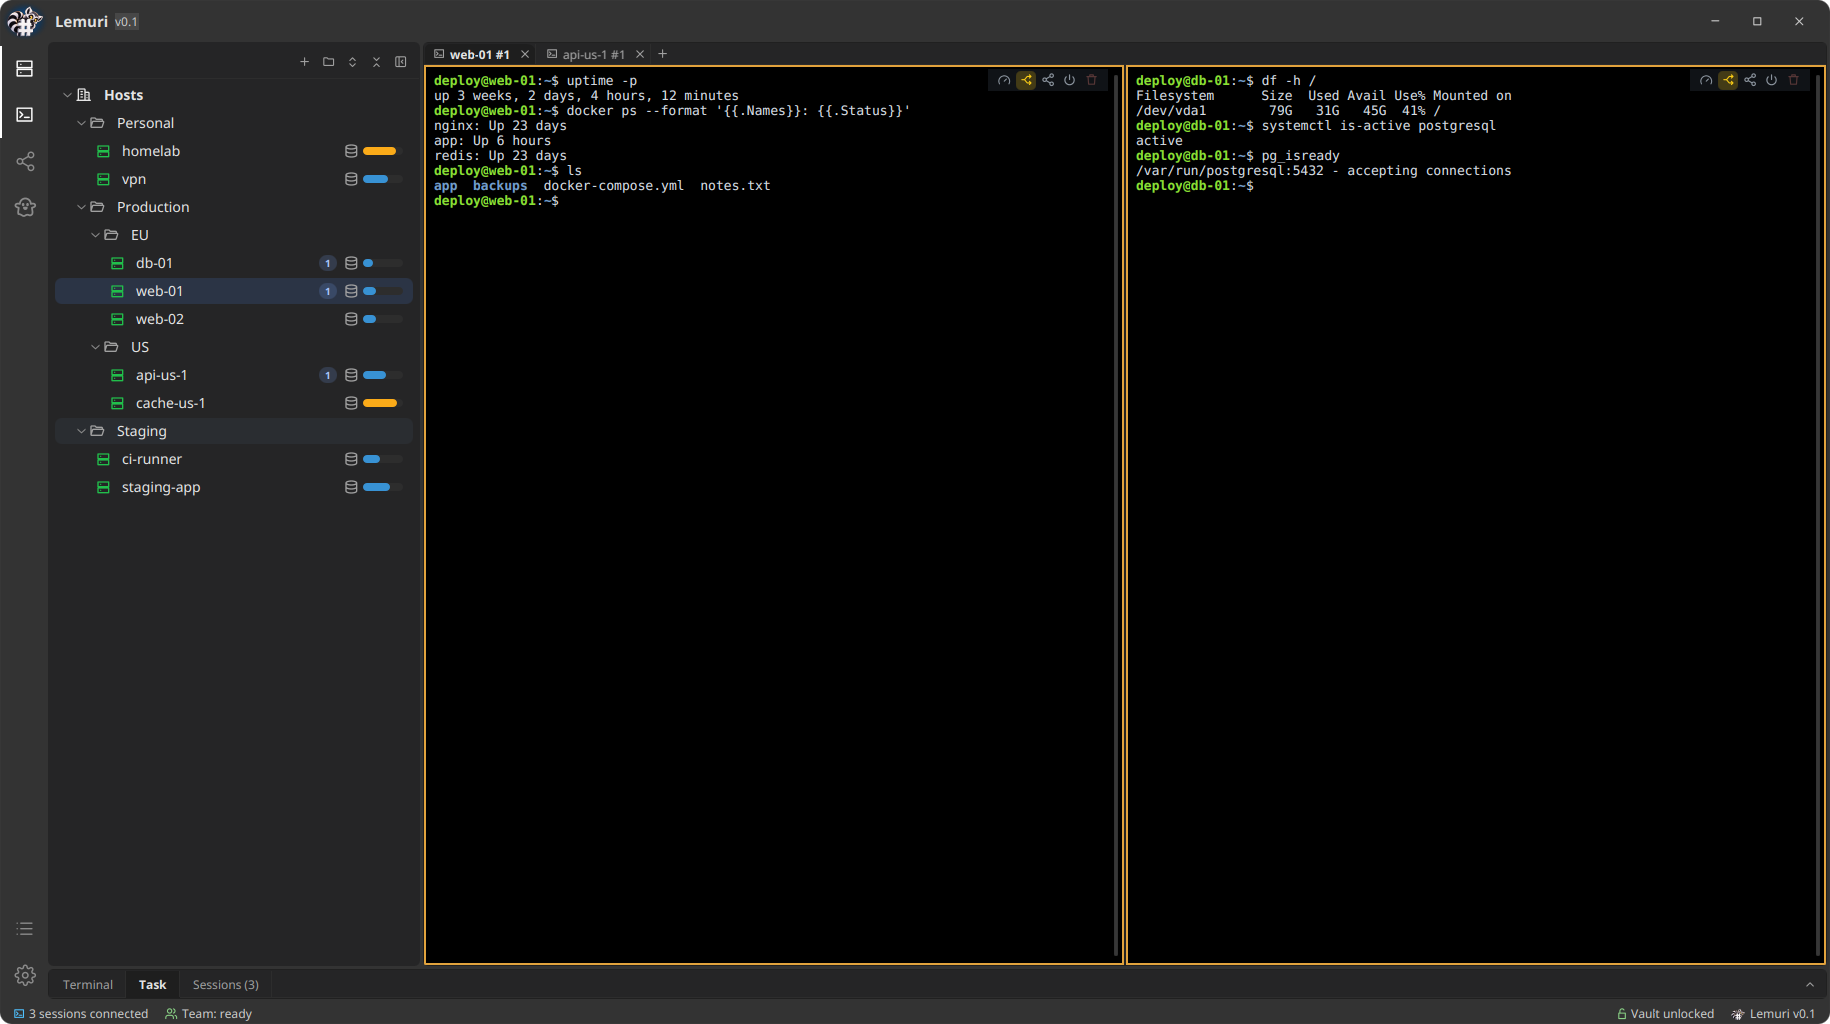 Lemuri v0.1
Hosts
Personal
homelab
vpn
Production
EU
db-01 1
web-01 1
web-02
US
api-us-1 1
cache-us-1
Staging
ci-runner
staging-app
web-01 #1
api-us-1 #1
deploy@web-01:~$ uptime -p
up 3 weeks, 2 days, 4 hours, 12 minutes
deploy@web-01:~$ docker ps --format '{{.Names}}: {{.Status}}'
nginx: Up 23 days
app: Up 6 hours
redis: Up 23 days
deploy@web-01:~$ ls
app  backups  docker-compose.yml  notes.txt
deploy@web-01:~$
deploy@db-01:~$ df -h /
Filesystem      Size  Used Avail Use% Mounted on
/dev/vda1        79G   31G   45G  41% /
deploy@db-01:~$ systemctl is-active postgresql
active
deploy@db-01:~$ pg_isready
/var/run/postgresql:5432 - accepting connections
deploy@db-01:~$
Terminal
Task
Sessions (3)
3 sessions connected
Team: ready
Vault unlocked
Lemuri v0.1